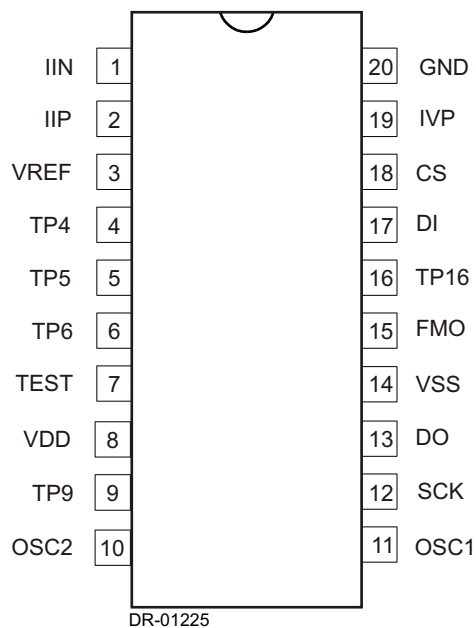 IIN 1 20 GND
IIP 2 19 IVP
VREF 3 18 CS
TP4 4 17 DI
TP5 5 16 TP16
TP6 6 15 FMO
TEST 7 14 VSS
VDD 8 13 DO
TP9 9 12 SCK
OSC2 10 11 OSC1
DR-01225